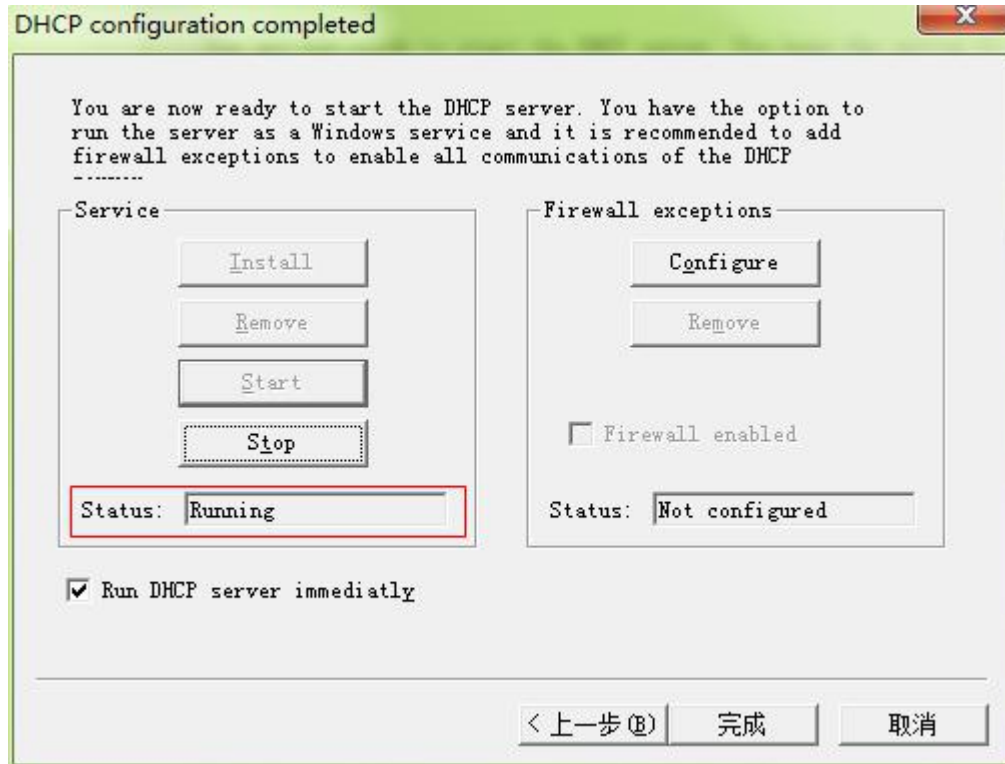 DHCP configuration completed
You are now ready to start the DHCP server. You have the option to
run the server as a Windows service and it is recommended to add
firewall exceptions to enable all communications of the DHCP
Service
Install
Remove
Start
Stop
Status: Running
Firewall exceptions
Configure
Remove
Firewall enabled
Status: Not configured
Run DHCP server immediatly
< 上一步(B)
完成
取消